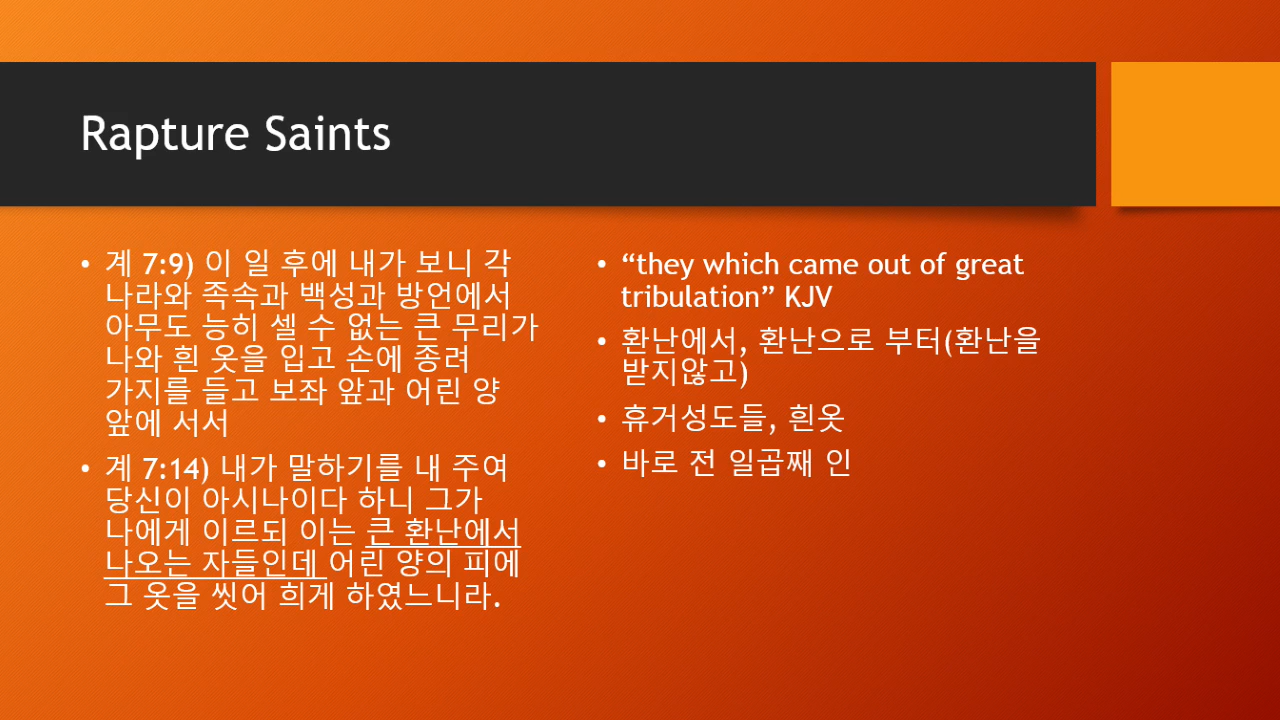 Rapture Saints
• 계 7:9) 이 일 후에 내가 보니 각
나라와 족속과 백성과 방언에서
아무도 능히 셀 수 없는 큰 무리가
나와 흰 옷을 입고 손에 종려
가지를 들고 보좌 앞과 어린 양
앞에 서서
• 계 7:14) 내가 말하기를 내 주여
당신이 아시나이다 하니 그가
나에게 이르되 이는 큰 환난에서
나오는 자들인데 어린 양의 피에
그 옷을 씻어 희게 하였느니라.
• “they which came out of great
tribulation” KJV
• 환난에서, 환난으로 부터(환난을
받지않고)
• 휴거성도들, 흰옷
• 바로 전 일곱째 인